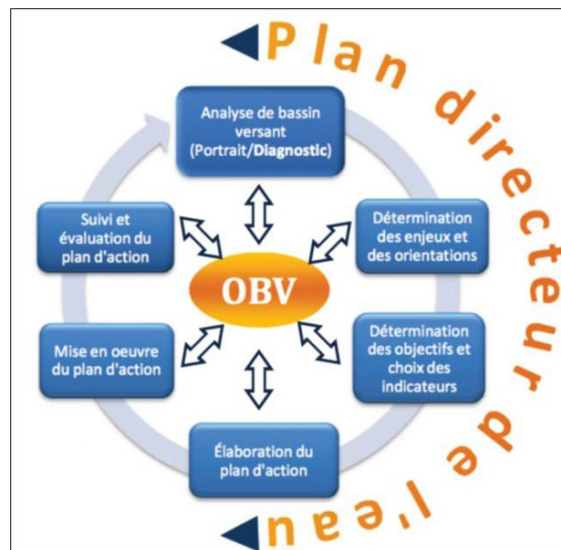 Plan directeur de l'eau
Analyse de bassin
versant
(Portrait/Diagnostic)
Détermination
des enjeux et
des orientations
Détermination
des objectifs et
choix des
indicateurs
Élaboration du
plan d'action
Mise en oeuvre
du plan d'action
Suivi et
évaluation du
plan d'action
OBV